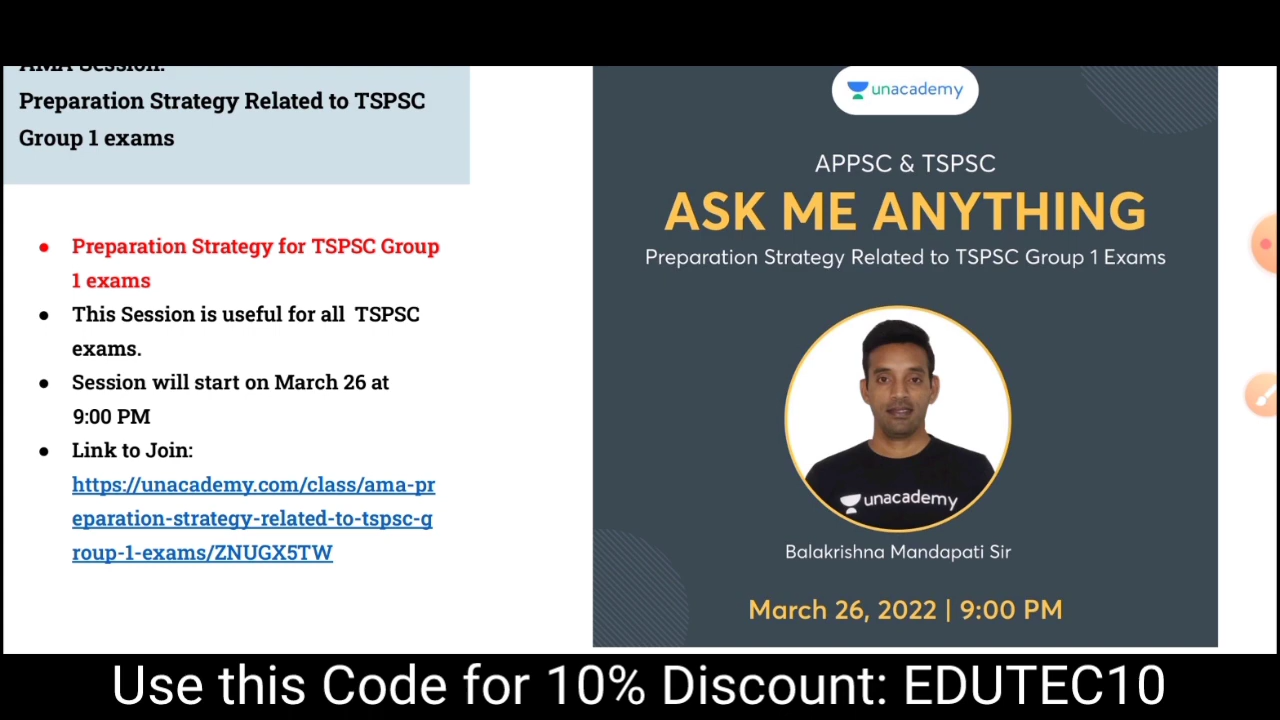 AMA Session:
Preparation Strategy Related to TSPSC
Group 1 exams
● Preparation Strategy for TSPSC Group
1 exams
● This Session is useful for all TSPSC
exams.
● Session will start on March 26 at
9:00 PM
● Link to Join:
https://unacademy.com/class/ama-pr
eparation-strategy-related-to-tspsc-g
roup-1-exams/ZNUGX5TW
unacademy
APPSC & TSPSC
ASK ME ANYTHING
Preparation Strategy Related to TSPSC Group 1 Exams
unacademy
Balakrishna Mandapati Sir
March 26, 2022 | 9:00 PM
Use this Code for 10% Discount: EDUTEC10